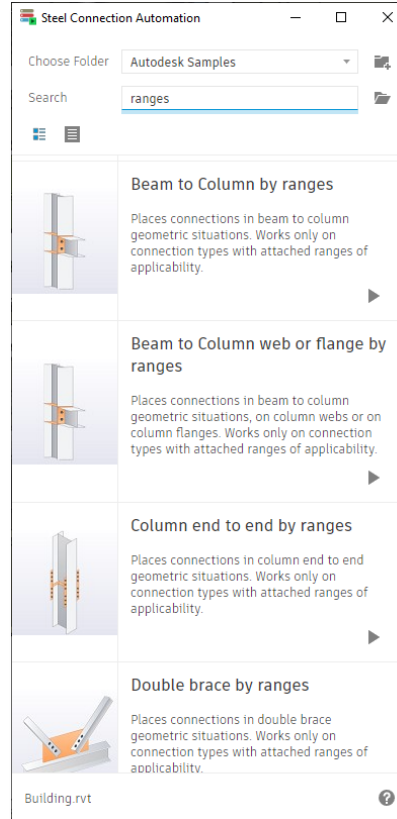 Steel Connection Automation
Choose Folder
Autodesk Samples
Search
ranges
Beam to Column by ranges
Places connections in beam to column
geometric situations. Works only on
connection types with attached ranges of
applicability.
Beam to Column web or flange by
ranges
Places connections in beam to column
geometric situations, on column webs or on
column flanges. Works only on connection
types with attached ranges of applicability.
Column end to end by ranges
Places connections in column end to end
geometric situations. Works only on
connection types with attached ranges of
applicability.
Double brace by ranges
Places connections in double brace
geometric situations. Works only on
connection types with attached ranges of
applicability.
Building.rvt